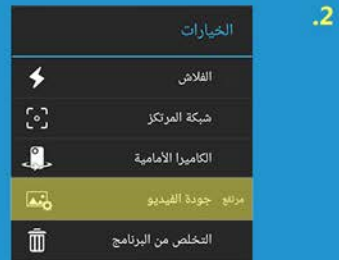 2.
الخيارات
الفلاش
شبكة المرتكز
الكاميرا الأمامية
جودة الفيديو مرتفع
التخلص من البرنامج